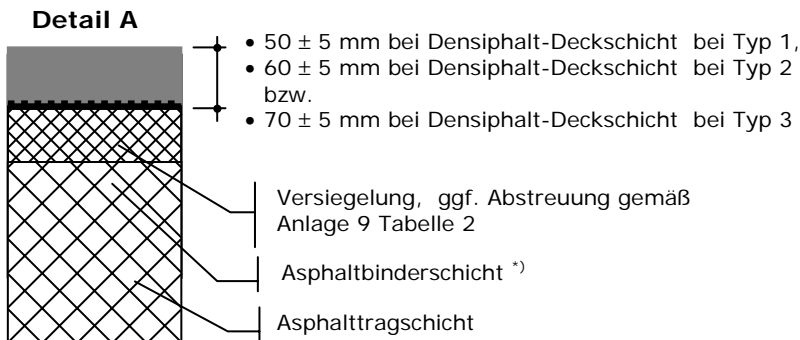 Detail A
• 50 ± 5 mm bei Densiphalt-Deckschicht bei Typ 1,
• 60 ± 5 mm bei Densiphalt-Deckschicht bei Typ 2
bzw.
• 70 ± 5 mm bei Densiphalt-Deckschicht bei Typ 3
Versiegelung, ggf. Abstreuung gemäß
Anlage 9 Tabelle 2
Asphaltbinderschicht *)
Asphalttragschicht